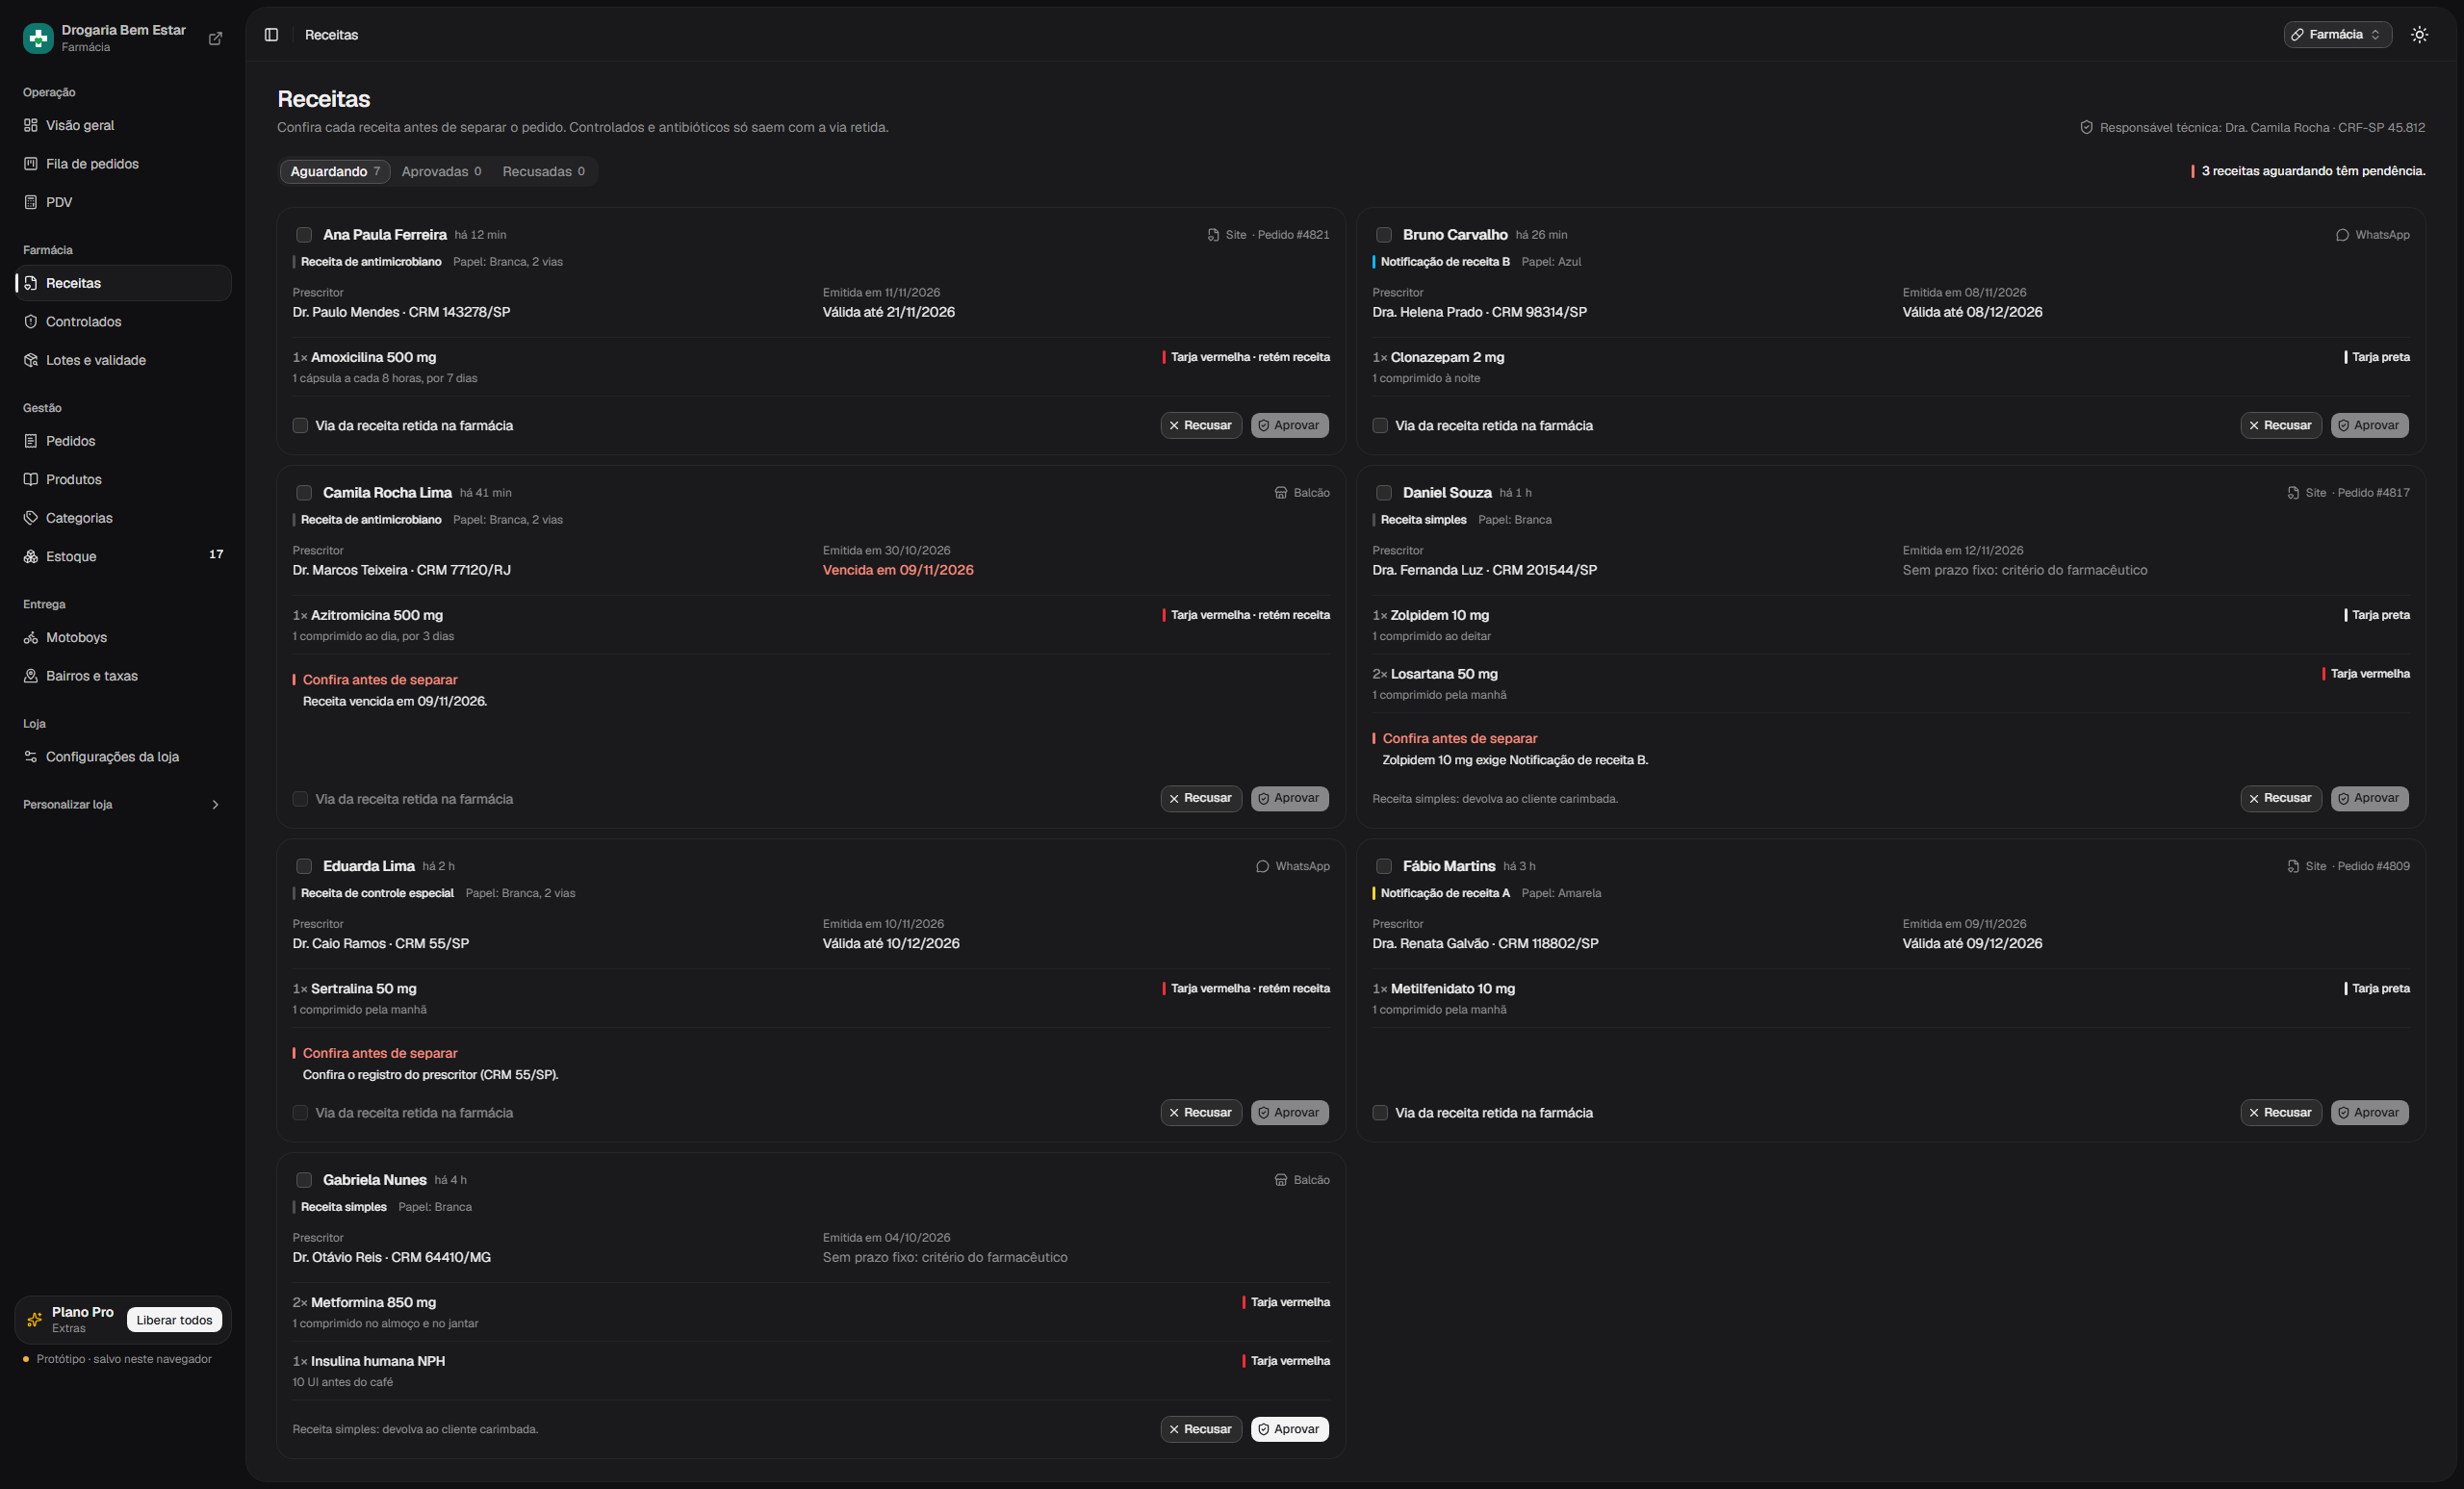 Drogaria Bem Estar
Farmácia
Operação
Visão geral
Fila de pedidos
PDV
Farmácia
Receitas
Controlados
Lotes e validade
Gestão
Pedidos
Produtos
Categorias
Estoque 17
Entrega
Motoboys
Bairros e taxas
Loja
Configurações da loja
Personalizar loja
Plano Pro
Extras
Liberar todos
Protótipo · salvo neste navegador
Receitas
Farmácia
Receitas
Confira cada receita antes de separar o pedido. Controlados e antibióticos só saem com a via retida.
Responsável técnica: Dra. Camila Rocha · CRF-SP 45.812
Aguardando 7 Aprovadas 0 Recusadas 0
3 receitas aguardando têm pendência.
Ana Paula Ferreira há 12 min
Site · Pedido #4821
Receita de antimicrobiano Papel: Branca, 2 vias
Prescritor
Dr. Paulo Mendes · CRM 143278/SP
Emitida em 11/11/2026
Válida até 21/11/2026
1× Amoxicilina 500 mg
Tarja vermelha · retém receita
1 cápsula a cada 8 horas, por 7 dias
Via da receita retida na farmácia
Recusar
Aprovar
Bruno Carvalho há 26 min
WhatsApp
Notificação de receita B Papel: Azul
Prescritor
Dra. Helena Prado · CRM 98314/SP
Emitida em 08/11/2026
Válida até 08/12/2026
1× Clonazepam 2 mg
Tarja preta
1 comprimido à noite
Via da receita retida na farmácia
Recusar
Aprovar
Camila Rocha Lima há 41 min
Balcão
Receita de antimicrobiano Papel: Branca, 2 vias
Prescritor
Dr. Marcos Teixeira · CRM 77120/RJ
Emitida em 30/10/2026
Vencida em 09/11/2026
1× Azitromicina 500 mg
Tarja vermelha · retém receita
1 comprimido ao dia, por 3 dias
Confira antes de separar
Receita vencida em 09/11/2026.
Via da receita retida na farmácia
Recusar
Aprovar
Daniel Souza há 1 h
Site · Pedido #4817
Receita simples Papel: Branca
Prescritor
Dra. Fernanda Luz · CRM 201544/SP
Emitida em 12/11/2026
Sem prazo fixo: critério do farmacêutico
1× Zolpidem 10 mg
Tarja preta
1 comprimido ao deitar
2× Losartana 50 mg
Tarja vermelha
1 comprimido pela manhã
Confira antes de separar
Zolpidem 10 mg exige Notificação de receita B.
Receita simples: devolva ao cliente carimbada.
Recusar
Aprovar
Eduarda Lima há 2 h
WhatsApp
Receita de controle especial Papel: Branca, 2 vias
Prescritor
Dr. Caio Ramos · CRM 55/SP
Emitida em 10/11/2026
Válida até 10/12/2026
1× Sertralina 50 mg
Tarja vermelha · retém receita
1 comprimido pela manhã
Confira antes de separar
Confira o registro do prescritor (CRM 55/SP).
Via da receita retida na farmácia
Recusar
Aprovar
Fábio Martins há 3 h
Site · Pedido #4809
Notificação de receita A Papel: Amarela
Prescritor
Dra. Renata Galvão · CRM 118802/SP
Emitida em 09/11/2026
Válida até 09/12/2026
1× Metilfenidato 10 mg
Tarja preta
1 comprimido pela manhã
Via da receita retida na farmácia
Recusar
Aprovar
Gabriela Nunes há 4 h
Balcão
Receita simples Papel: Branca
Prescritor
Dr. Otávio Reis · CRM 64410/MG
Emitida em 04/10/2026
Sem prazo fixo: critério do farmacêutico
2× Metformina 850 mg
Tarja vermelha
1 comprimido no almoço e no jantar
1× Insulina humana NPH
Tarja vermelha
10 UI antes do café
Receita simples: devolva ao cliente carimbada.
Recusar
Aprovar